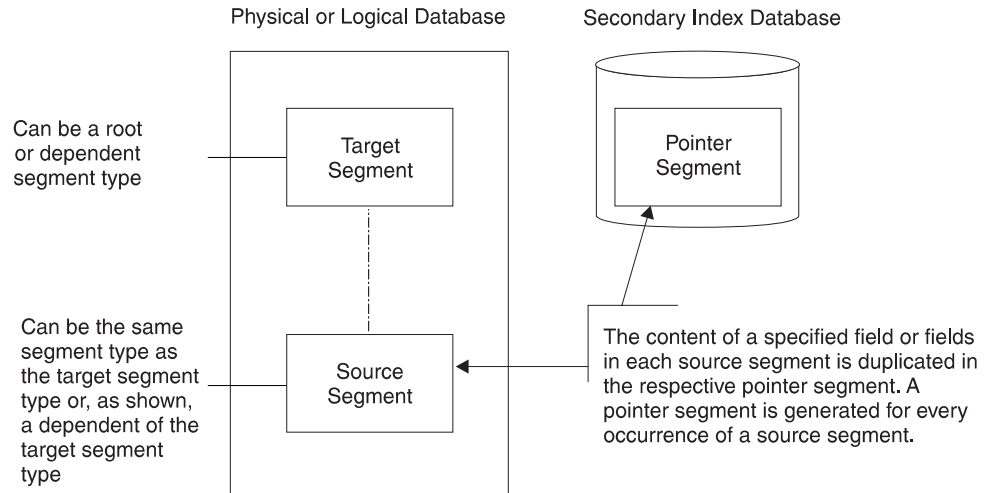 Physical or Logical Database
Secondary Index Database
Can be a root
or dependent
segment type
Target
Segment
Pointer
Segment
Can be the same
segment type as
the target segment
type or, as shown,
a dependent of the
target segment
type
Source
Segment
The content of a specified field or fields
in each source segment is duplicated in
the respective pointer segment. A
pointer segment is generated for every
occurrence of a source segment.